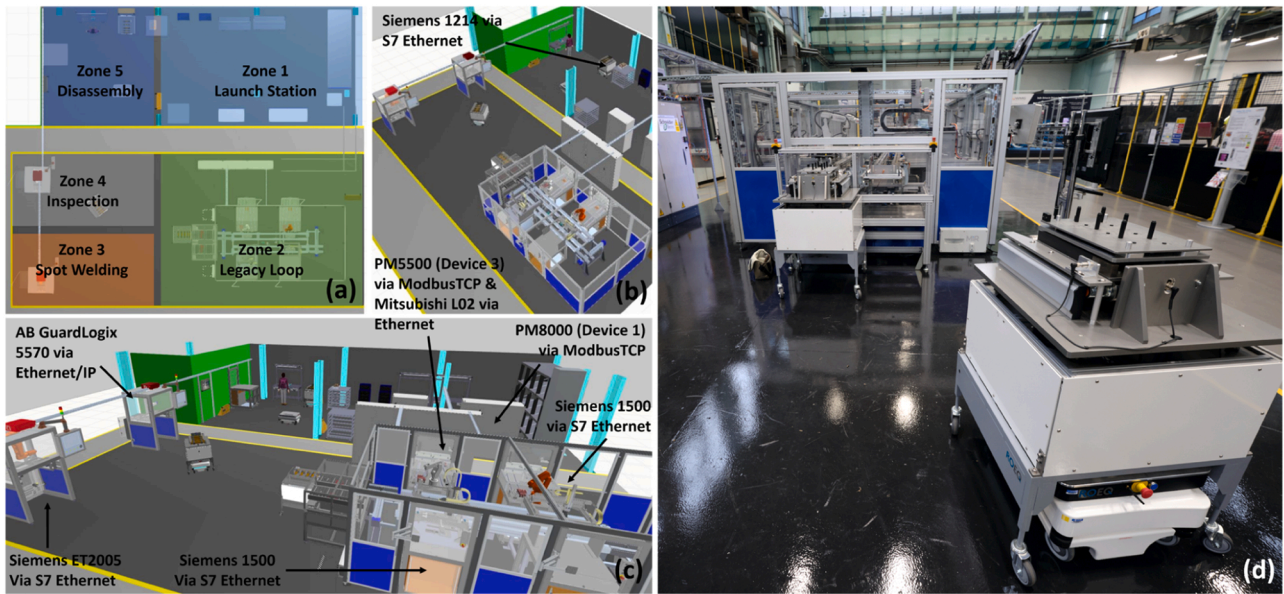 Zone 5
Disassembly
Zone 1
Launch Station
Zone 4
Inspection
Zone 3
Spot Welding
Zone 2
Legacy Loop
(a)
Siemens 1214 via
S7 Ethernet
(b)
PM5500 (Device 3)
via ModbusTCP &
Mitsubishi L02 via
Ethernet
AB GuardLogix
5570 via
Ethernet/IP
PM8000 (Device 1)
via ModbusTCP
Siemens 1500
via S7 Ethernet
Siemens ET2005
Via S7 Ethernet
Siemens 1500
Via S7 Ethernet
(c)
ROEQ
(d)